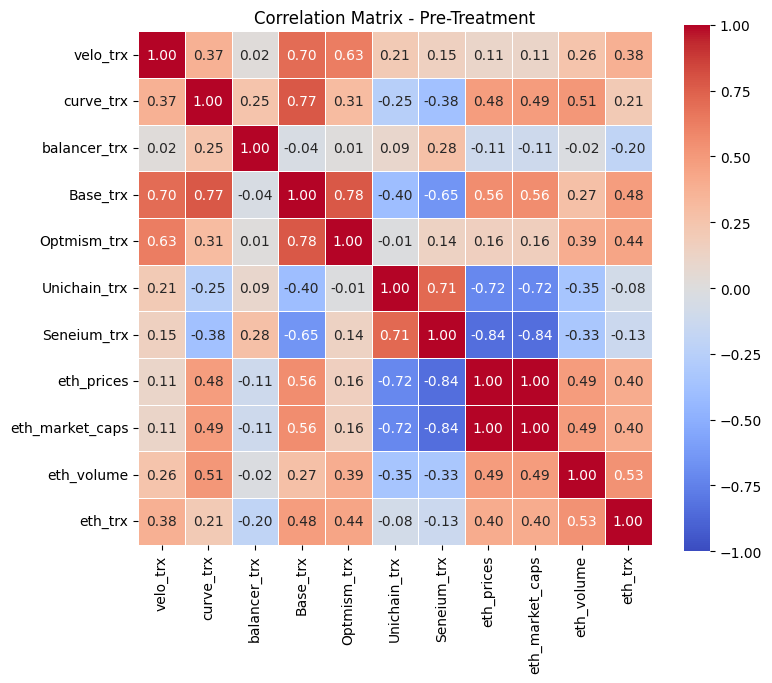 Correlation Matrix - Pre-Treatment
velo_trx 1.00 0.37 0.02 0.70 0.63 0.21 0.15 0.11 0.11 0.26 0.38
curve_trx 0.37 1.00 0.25 0.77 0.31 -0.25 -0.38 0.48 0.49 0.51 0.21
balancer_trx 0.02 0.25 1.00 -0.04 0.01 0.09 0.28 -0.11 -0.11 -0.02 -0.20
Base_trx 0.70 0.77 -0.04 1.00 0.78 -0.40 -0.65 0.56 0.56 0.27 0.48
Optmism_trx 0.63 0.31 0.01 0.78 1.00 -0.01 0.14 0.16 0.16 0.39 0.44
Unichain_trx 0.21 -0.25 0.09 -0.40 -0.01 1.00 0.71 -0.72 -0.72 -0.35 -0.08
Seneium_trx 0.15 -0.38 0.28 -0.65 0.14 0.71 1.00 -0.84 -0.84 -0.33 -0.13
eth_prices 0.11 0.48 -0.11 0.56 0.16 -0.72 -0.84 1.00 1.00 0.49 0.40
eth_market_caps 0.11 0.49 -0.11 0.56 0.16 -0.72 -0.84 1.00 1.00 0.49 0.40
eth_volume 0.26 0.51 -0.02 0.27 0.39 -0.35 -0.33 0.49 0.49 1.00 0.53
eth_trx 0.38 0.21 -0.20 0.48 0.44 -0.08 -0.13 0.40 0.40 0.53 1.00
velo_trx
curve_trx
balancer_trx
Base_trx
Optmism_trx
Unichain_trx
Seneium_trx
eth_prices
eth_market_caps
eth_volume
eth_trx
1.00
0.75
0.50
0.25
0.00
-0.25
-0.50
-0.75
-1.00